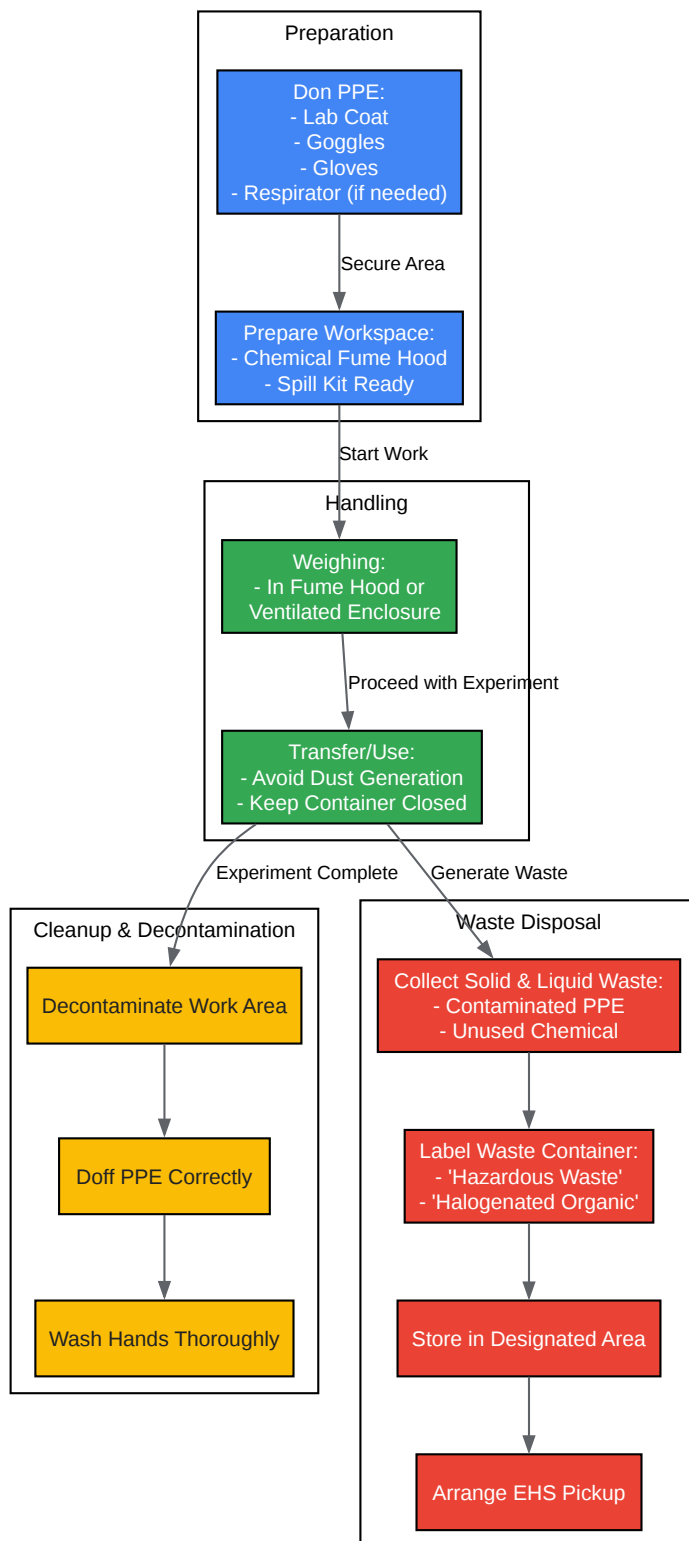 Preparation
Don PPE:
- Lab Coat
- Goggles
- Gloves
- Respirator (if needed)
Secure Area
Prepare Workspace:
- Chemical Fume Hood
- Spill Kit Ready
Start Work
Handling
Weighing:
- In Fume Hood or
Ventilated Enclosure
Proceed with Experiment
Transfer/Use:
- Avoid Dust Generation
- Keep Container Closed
Experiment Complete
Generate Waste
Cleanup & Decontamination
Decontaminate Work Area
Doff PPE Correctly
Wash Hands Thoroughly
Waste Disposal
Collect Solid & Liquid Waste:
- Contaminated PPE
- Unused Chemical
Label Waste Container:
- 'Hazardous Waste'
- 'Halogenated Organic'
Store in Designated Area
Arrange EHS Pickup